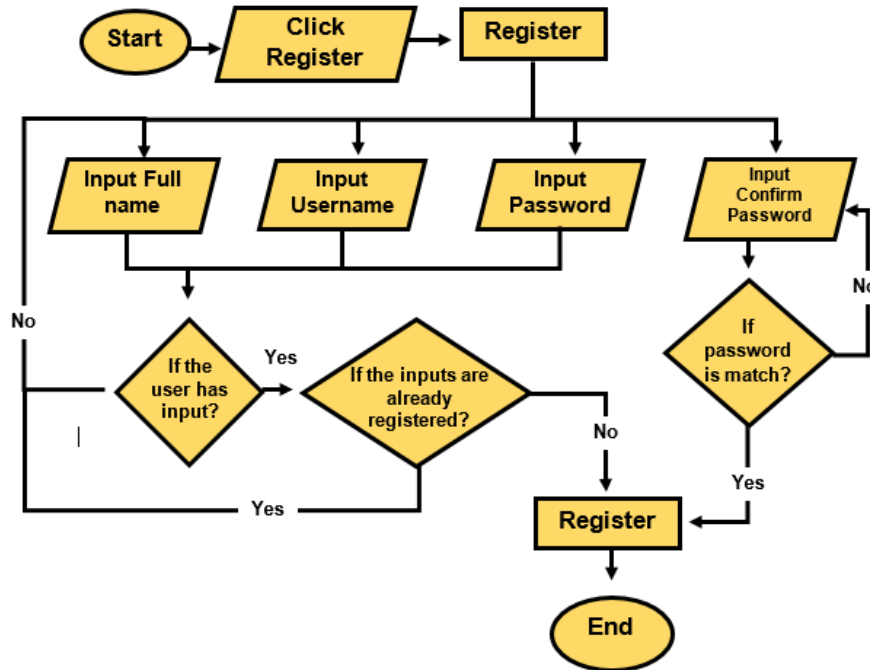 Start
Click
Register
Register
Input Full
name
Input
Username
Input
Password
Input
Confirm
Password
No
If the
user has
input?
Yes
If the inputs are
already
registered?
No
Yes
If
password
is match?
No
Yes
Register
End